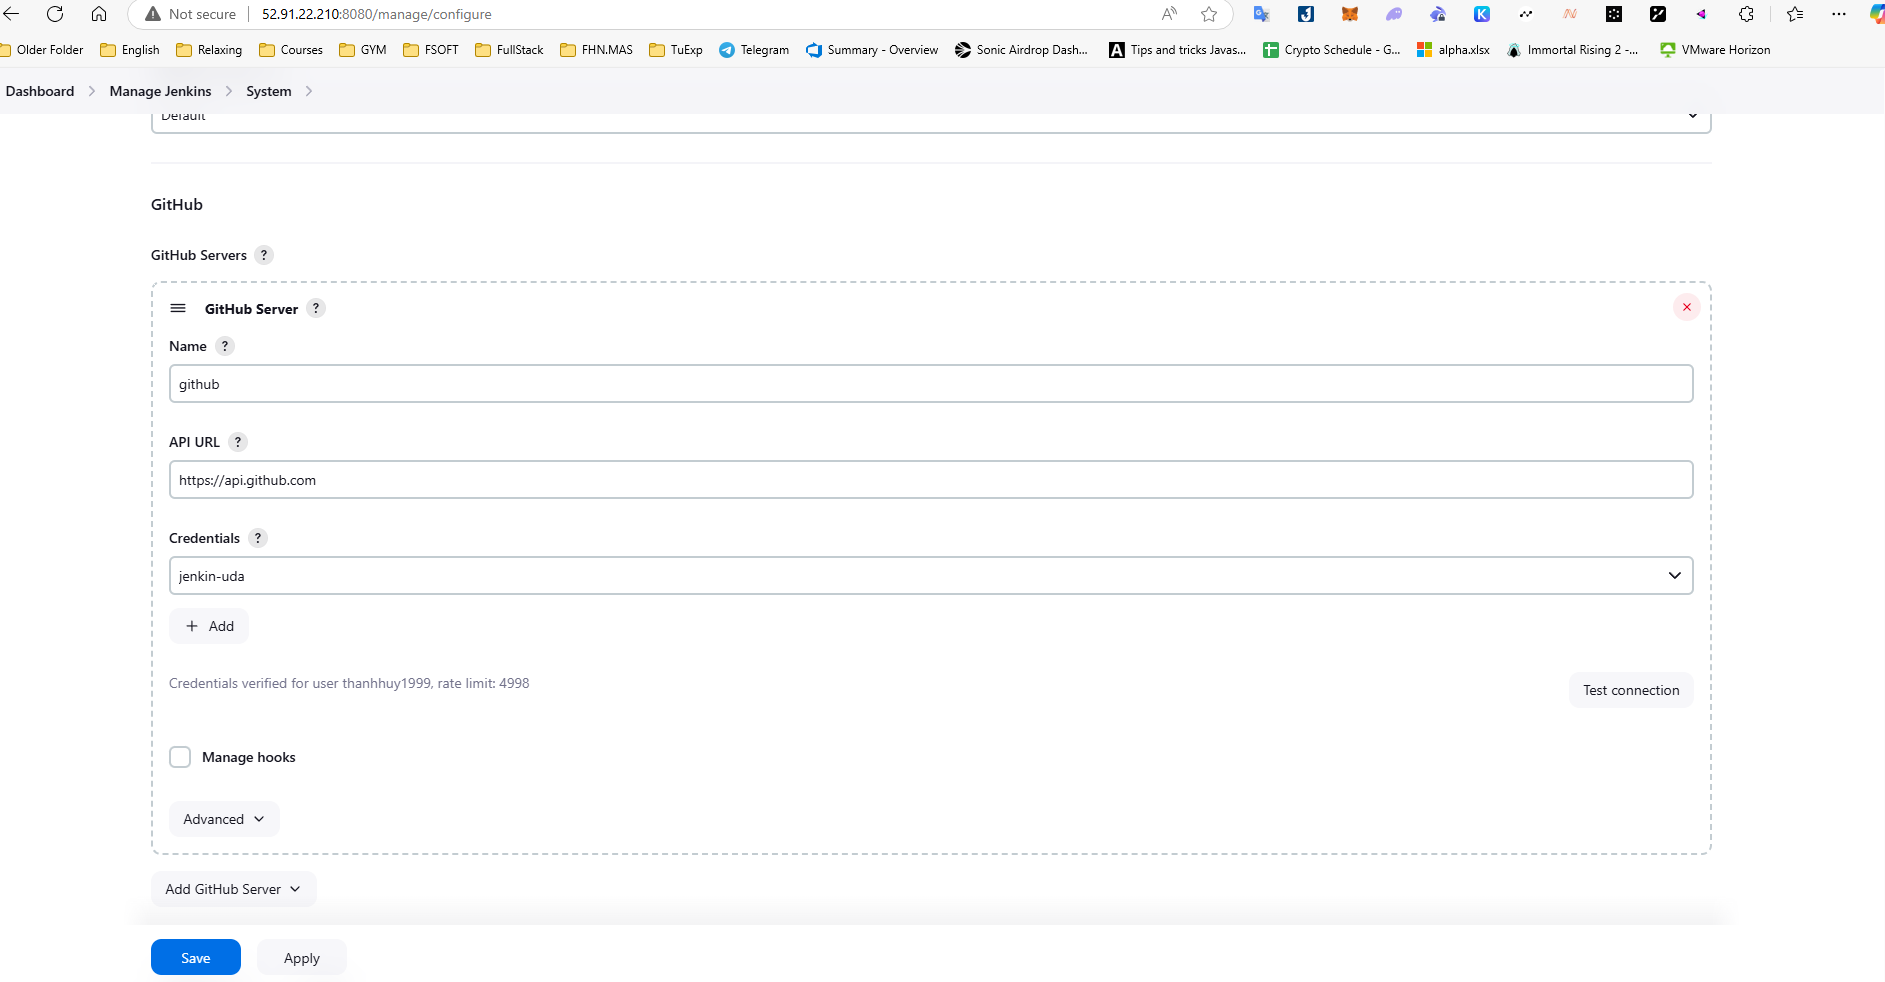 Not secure 52.91.22.210:8080/manage/configure
Older Folder English Relaxing Courses GYM FSOFT FullStack FHN.MAS TuExp Telegram Summary - Overview Sonic Airdrop Dash... Tips and tricks Javas... Crypto Schedule - G... alpha.xlsx Immortal Rising 2 -... VMware Horizon
Dashboard Manage Jenkins System
Default
GitHub
GitHub Servers ?
GitHub Server ?
Name ?
github
API URL ?
https://api.github.com
Credentials ?
jenkin-uda
+ Add
Credentials verified for user thanhhuy1999, rate limit: 4998
Test connection
Manage hooks
Advanced
Add GitHub Server
Save Apply